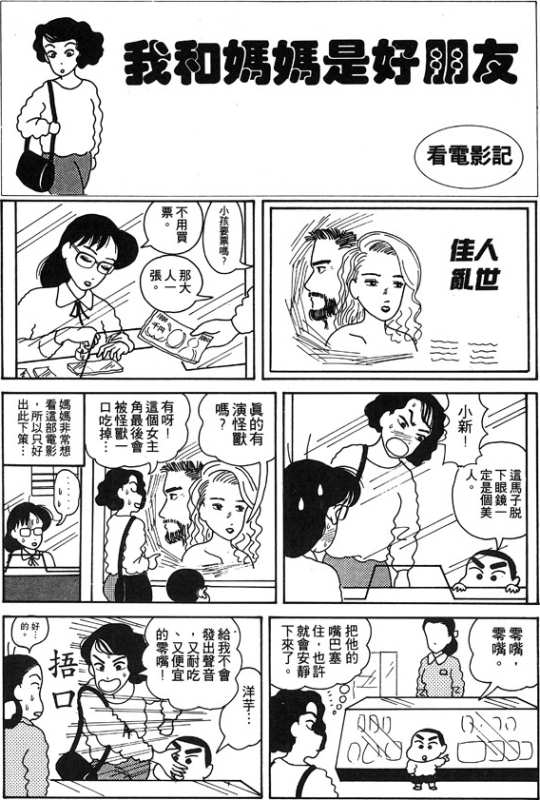 我和媽媽是好朋友
看電影記
佳人
亂世
小孩要票嗎？
不用買
票。
那大
人一
張。
千円
小新！
這馬子脫
下眼鏡一
定是個美
人。
眞的有
演怪獸
嗎？
有呀！
這個女主
角最後會
被怪獸一
口吃掉…
媽媽非常想
看這部電影
，所以只好
出此下策…
……
零嘴，
零嘴。
把他的
嘴巴塞
住，也許
就會安靜
下來了。
洋芋…
給我不會
發出聲音
，又耐吃
、又便宜
的零嘴！
捂口
好…
的。